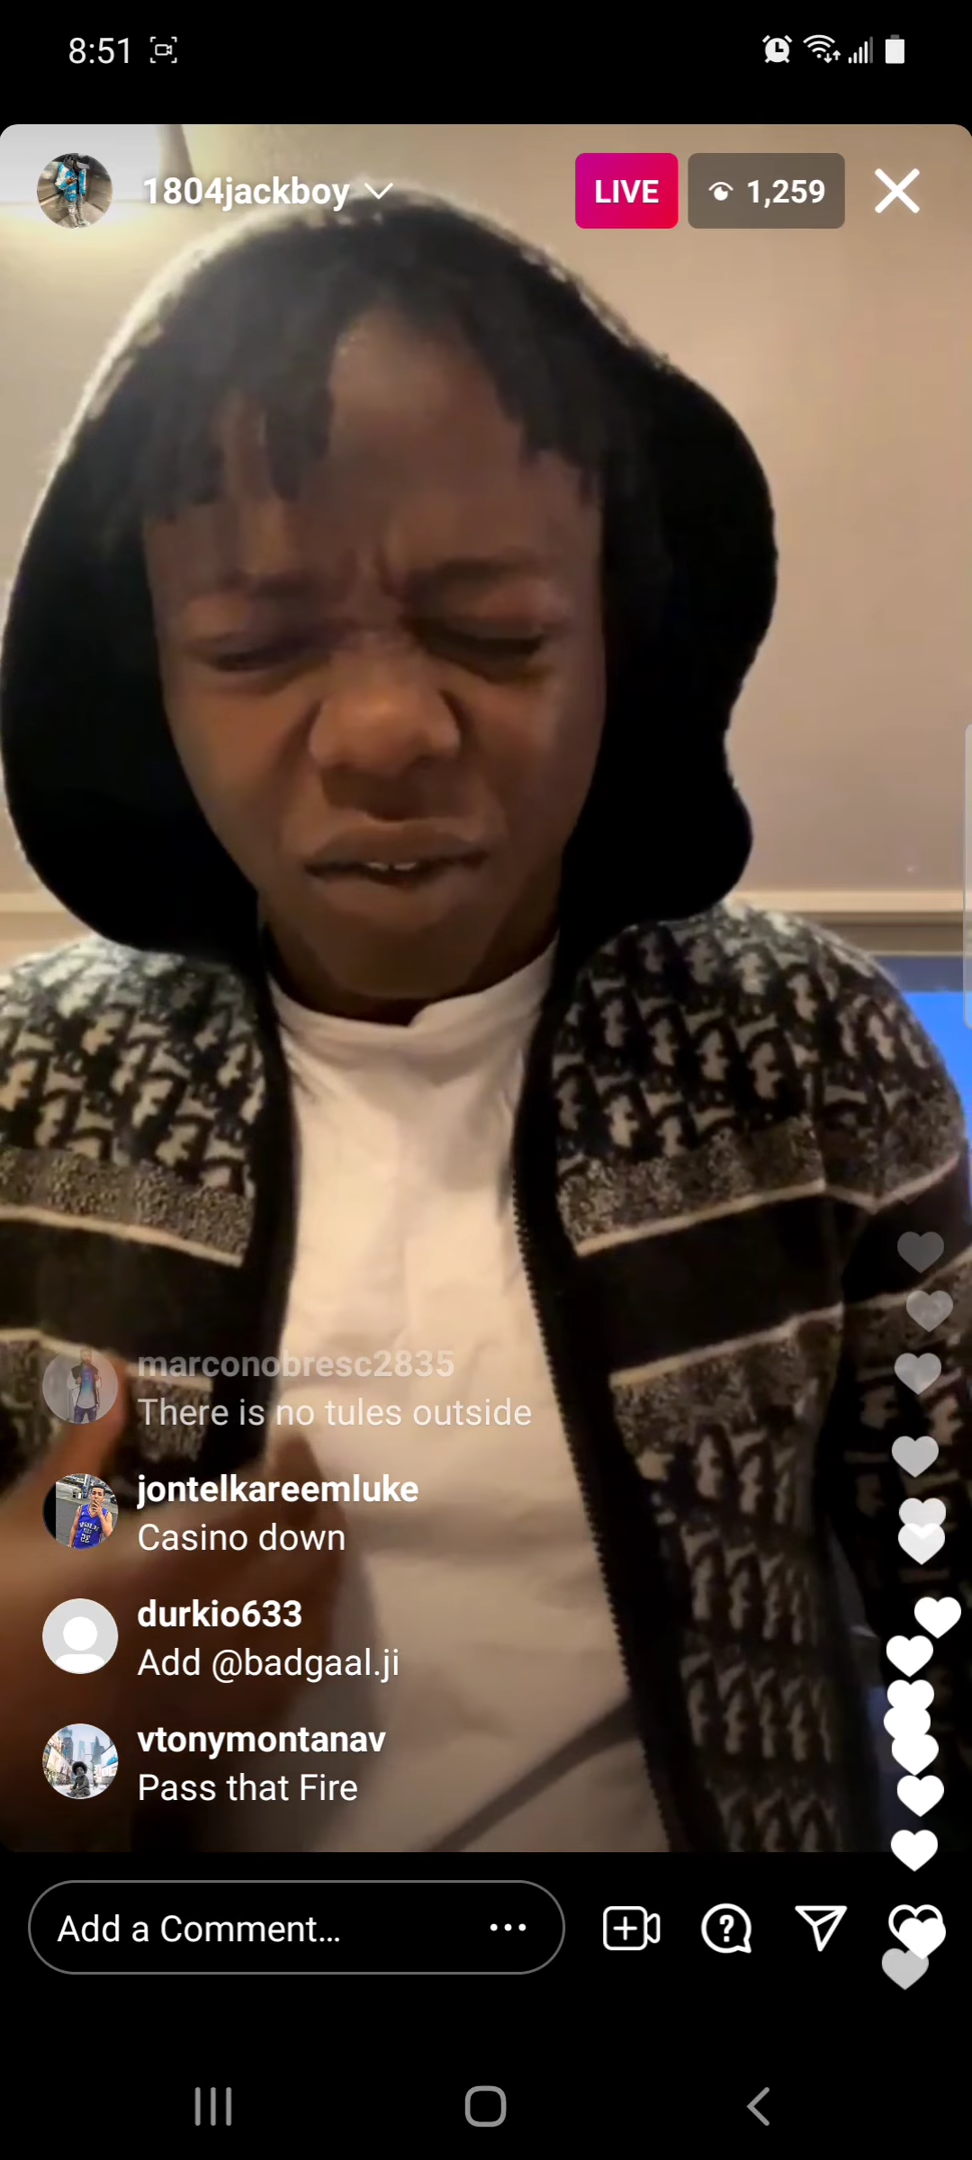 8:51
1804jackboy
LIVE
1,259
marconobresc2835
There is no tules outside
jontelkareemluke
Casino down
durkio633
Add @badgaal.ji
vtonymontanav
Pass that Fire
Add a Comment...